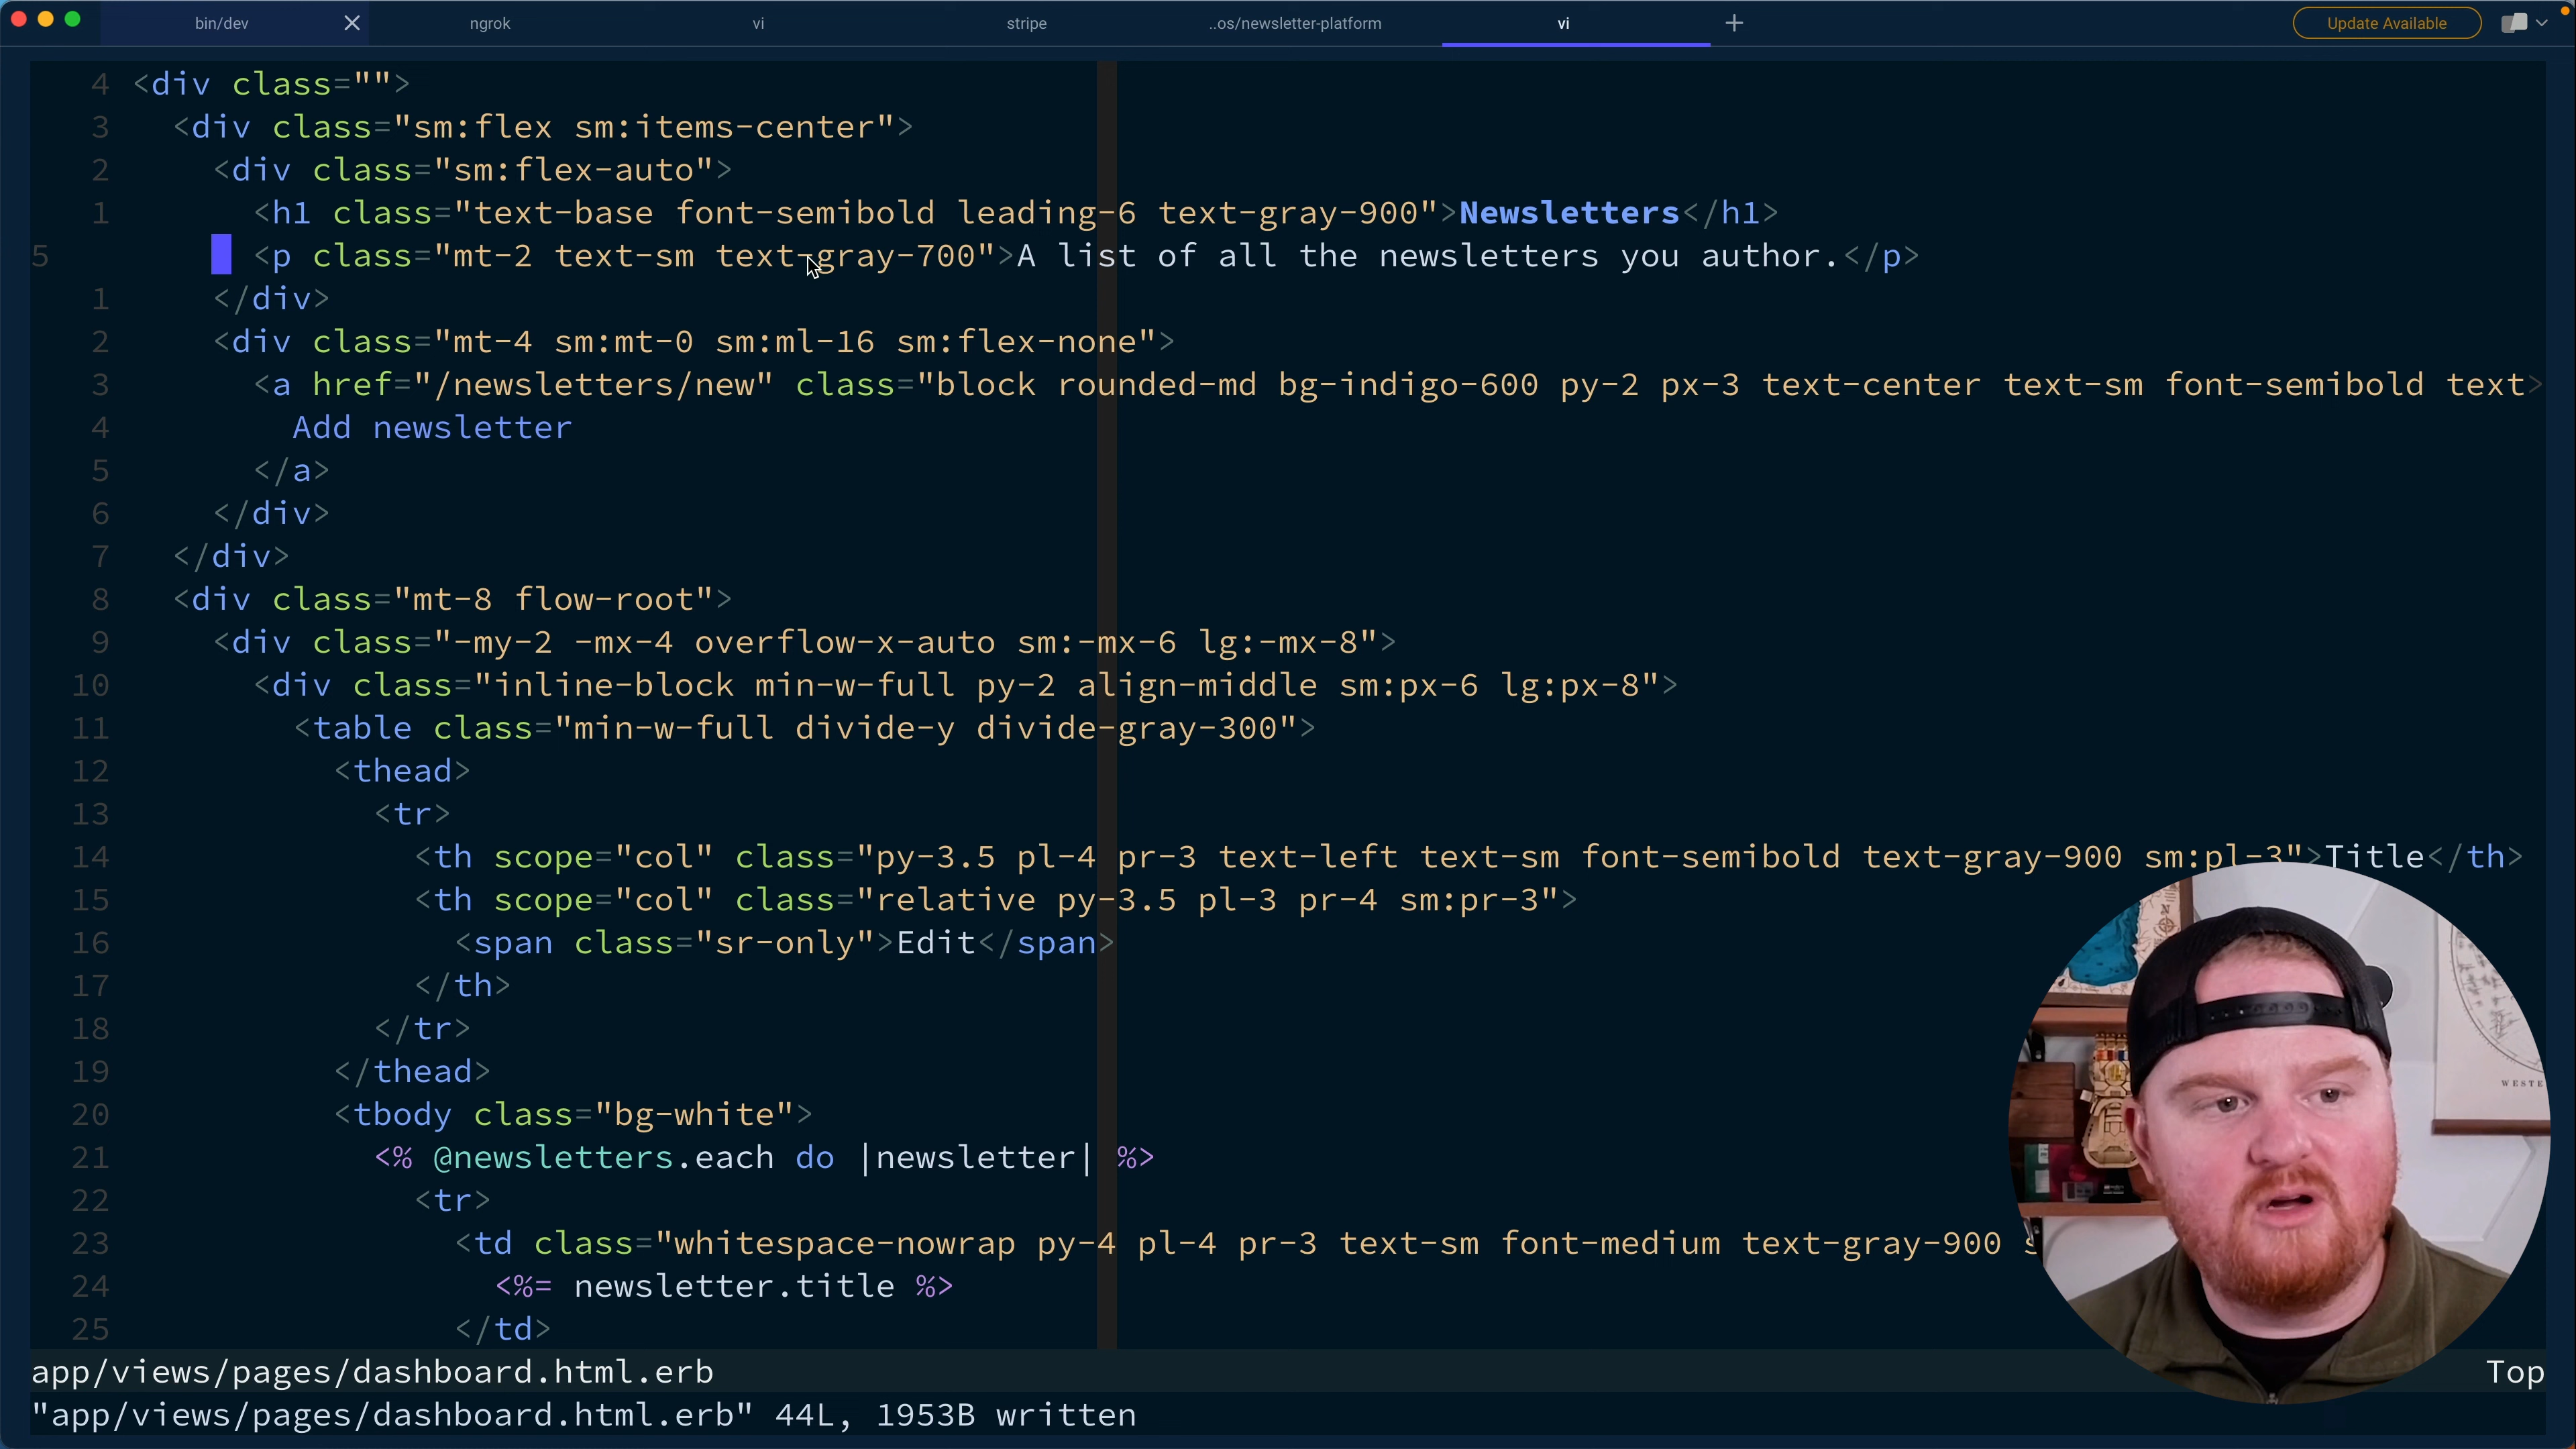 bin/dev ngrok vi stripe ..os/newsletter-platform vi Update Available
4 <div class="">
3 <div class="sm:flex sm:items-center">
2 <div class="sm:flex-auto">
1 <h1 class="text-base font-semibold leading-6 text-gray-900">Newsletters</h1>
5 <p class="mt-2 text-sm text-gray-700">A list of all the newsletters you author.</p>
1 </div>
2 <div class="mt-4 sm:mt-0 sm:ml-16 sm:flex-none">
3 <a href="/newsletters/new" class="block rounded-md bg-indigo-600 py-2 px-3 text-center text-sm font-semibold text>
4 Add newsletter
5 </a>
6 </div>
7 </div>
8 <div class="mt-8 flow-root">
9 <div class="-my-2 -mx-4 overflow-x-auto sm:-mx-6 lg:-mx-8">
10 <div class="inline-block min-w-full py-2 align-middle sm:px-6 lg:px-8">
11 <table class="min-w-full divide-y divide-gray-300">
12 <thead>
13 <tr>
14 <th scope="col" class="py-3.5 pl-4 pr-3 text-left text-sm font-semibold text-gray-900 sm:pl-3">Title</th>
15 <th scope="col" class="relative py-3.5 pl-3 pr-4 sm:pr-3">
16 <span class="sr-only">Edit</span>
17 </th>
18 </tr>
19 </thead>
20 <tbody class="bg-white">
21 <% @newsletters.each do |newsletter| %>
22 <tr>
23 <td class="whitespace-nowrap py-4 pl-4 pr-3 text-sm font-medium text-gray-900
24 <%= newsletter.title %>
25 </td>
app/views/pages/dashboard.html.erb Top
"app/views/pages/dashboard.html.erb" 44L, 1953B written